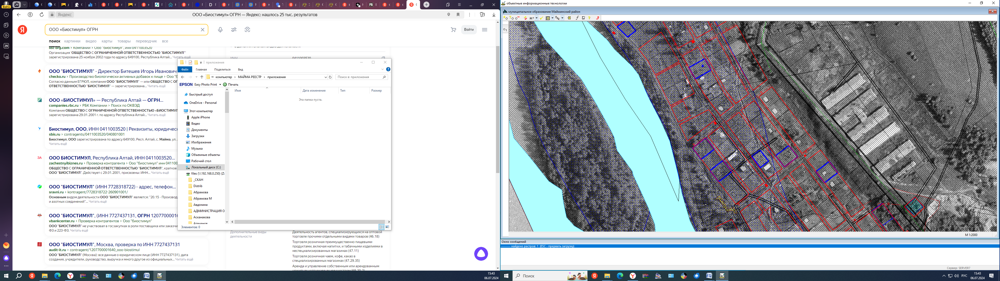 29
ООО «Биостимул» ОГРН — Яндекс: нашлось 25 тыс. результатов
Войти
Яндекс
ООО «Биостимул» ОГРН
Войти
поиск картинки видео карты товары переводчик все
list-org.com › Компании › Ооо "биостимул", инн 0411003520
Организация "ОБЩЕСТВО С ОГРАНИЧЕННОЙ ОТВЕТСТВЕННОСТЬЮ "БИОСТИМУЛ""
зарегистрирована 25 ноября 2002 года по адресу 649100, Республика Алтай... Читать ещё
ООО "БИОСТИМУЛ" - Директор Битешев Игорь Иванович
checko.ru › Производство биологически активных добавок к пище › Ооо "б
Согласно данным ЕГРЮЛ, компания ООО "БИОСТИМУЛ" — или ОБЩЕСТВО С ОГ
ОТВЕТСТВЕННОСТЬЮ "БИОСТИМУЛ" — зарегистрирована... Читать ещё
ООО «БИОСТИМУЛ» — Республика Алтай — ОГРН...
companies.rbc.ru › РБК Компании › Поиск по ОКВЭД
Компания ОБЩЕСТВО С ОГРАНИЧЕННОЙ ОТВЕТСТВЕННОСТЬЮ «БИОСТИМУЛ
зарегистрирована 29.01.2001 г. по адресу Республика Алтай... Читать ещё
Биостимул, ООО, ИНН 0411003520 | Реквизиты, юридическ
sbis.ru › contragents/0411003520/040801001
Биостимул, ООО зарегистрирована по адресу 649100, Респ. Алтай, с. Майма, ул.
Читать ещё
ООО БИОСТИМУЛ, Республика Алтай, ИНН 0411003520...
zachestnyibiznes.ru › Проверка контрагента › Ооо "биостимул" инн 041100
ОБЩЕСТВО С ОГРАНИЧЕННОЙ ОТВЕТСТВЕННОСТЬЮ "БИОСТИМУЛ", краткое
ООО "БИОСТИМУЛ". Действует с 29.01.2001, присвоены: ИНН... Читать ещё
ООО "БИОСТИМУЛ" (ИНН 7728318722) - адрес, телефон...
sravni.ru › kontragent/7728318722-260901001/
Основным видом деятельности ООО "БИОСТИМУЛ" является: "20.15 - Производ
и азотных соединений"... Читать ещё
ООО "БИОСТИМУЛ", (ИНН 7727437131, ОГРН 12077000016
vbankcenter.ru › Проверка контрагентов › Ооо "биостимул"
ООО "БИОСТИМУЛ" не участвовал в госзакупках в роли поставщика или заказчи
ФЗ и 223-ФЗ. Читать ещё
ООО "БИОСТИМУЛ", Москва, проверка по ИНН 7727437131
audit-it.ru › contragent/1207700001640_ooo-biostimul
ООО "БИОСТИМУЛ" (Москва): все данные о юридическом лице (ИНН 7727437131), дата
создания, учредители, руководство, выручка и много другое из официальных... Читать ещё
ИНН 0411003520
приложения
Файл Главная Поделиться Вид
« компьютер › МАЙМА РЕЕСТР › приложения
Поиск в: приложения
EPSON Easy Photo Print Печать
Имя Дата изменения Тип Размер
Эта папка пуста.
Быстрый доступ
OneDrive - Personal
Этот компьютер
Apple iPhone
Видео
Документы
Загрузки
Изображения
Музыка
Объемные объекты
Рабочий стол
Локальный диск (C:)
files (\\192.168.0.250) (Z:
_СКАН
Distrib
Абрамова
Абрамова М
Авдонина
АДМИНИСТРАЦИЯ О
Асканакова
Атаманов
Элементов: 0
Дополнительные виды
деятельности
Деятельность агентов, специализирующихся на оптовой
торговле прочими отдельными видами товаров (46.18)
Торговля розничная преимущественно пищевыми
продуктами, включая напитки, и табачными изделиями в
неспециализированных магазинах (47.11)
Торговля розничная чаем, кофе, какао в
специализированных магазинах (47.29.35)
Аренда и управление собственным или арендованным
15:43
06.07.2024
объектные информационные технологии
муниципальное образование Майминский район
М 1:2000
Окно сообщений
--------- найдено растров: 1 (ESC - прервать загрузку)
Сервер: SERVER7
Поиск
РУС
15:43
06.07.2024